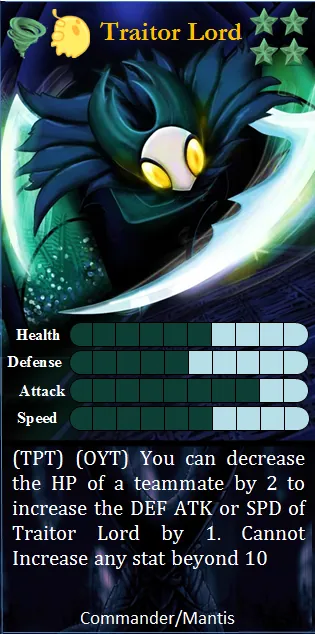 Traitor Lord
Health
Defense
Attack
Speed
(TPT) (OYT) You can decrease
the HP of a teammate by 2 to
increase the DEF ATK or SPD of
Traitor Lord by 1. Cannot
Increase any stat beyond 10
Commander/Mantis